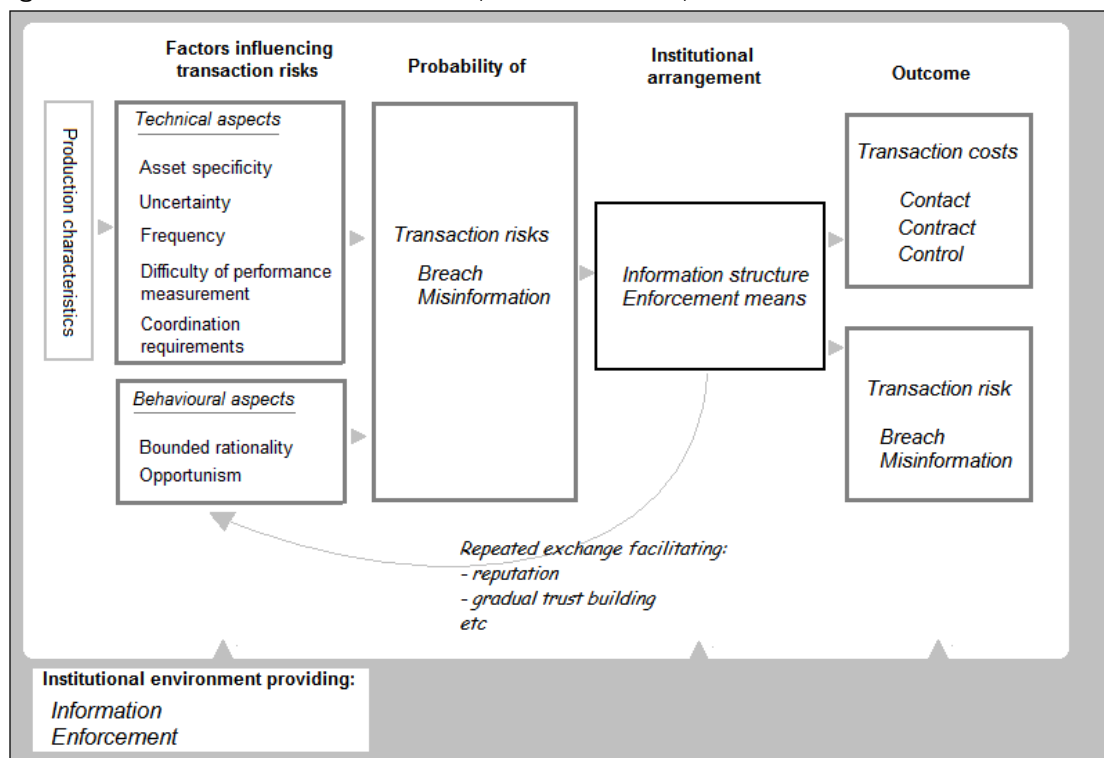 Factors influencing
transaction risks
Probability of
Institutional
arrangement
Outcome
Production characteristics
Technical aspects
Asset specificity
Uncertainty
Frequency
Difficulty of performance
measurement
Coordination
requirements
Behavioural aspects
Bounded rationality
Opportunism
Transaction risks
Breach
Misinformation
Information structure
Enforcement means
Transaction costs
Contact
Contract
Control
Transaction risk
Breach
Misinformation
Repeated exchange facilitating:
- reputation
- gradual trust building
etc
Institutional environment providing:
Information
Enforcement